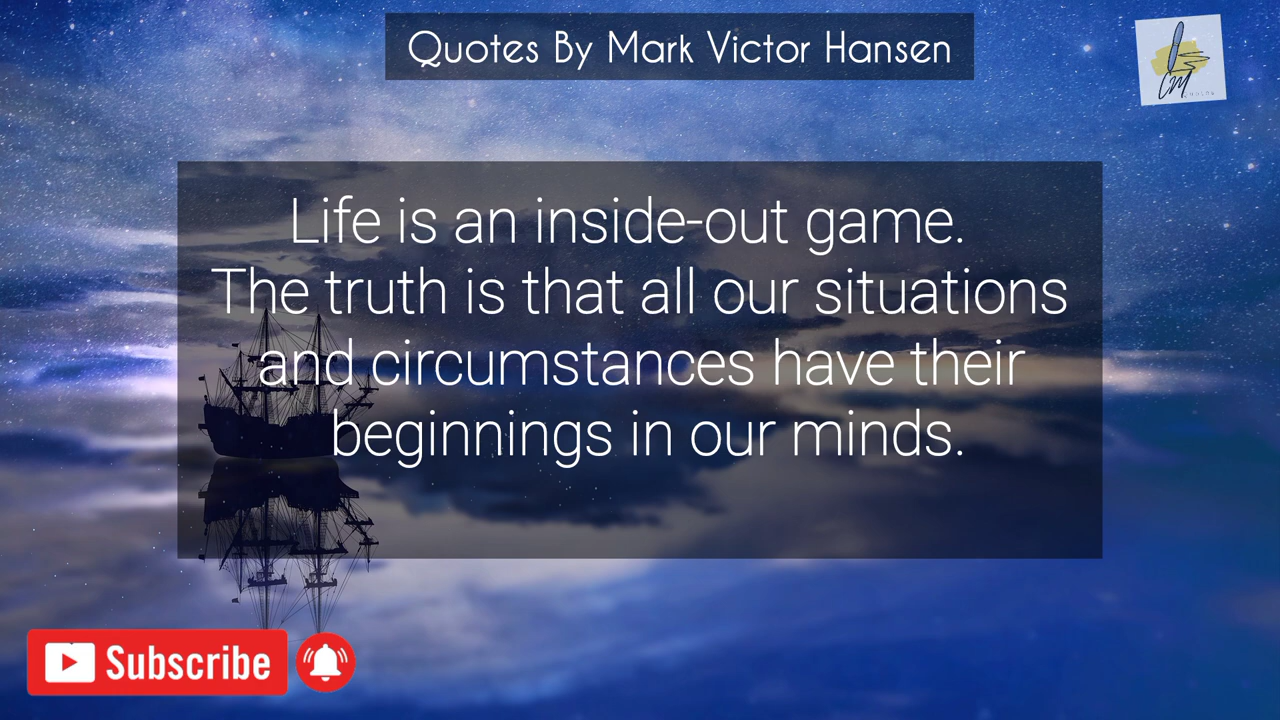 Quotes By Mark Victor Hansen
Life is an inside-out game.
The truth is that all our situations
and circumstances have their
beginnings in our minds.
Subscribe